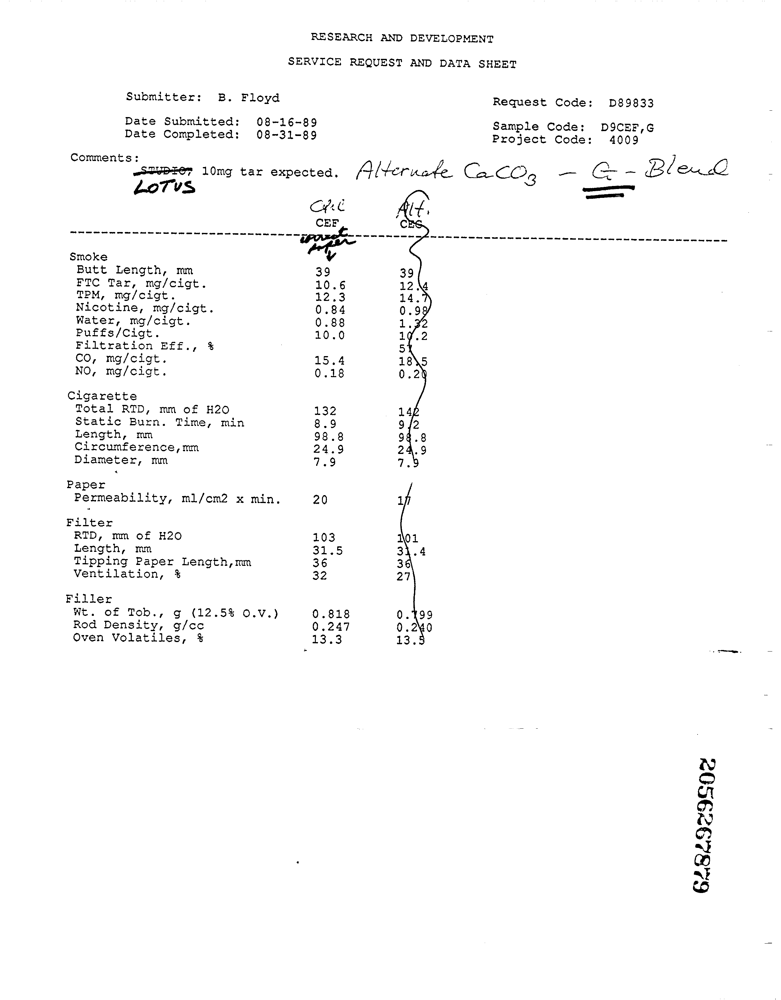 RESEARCH AND DEVELOPMENT
SERVICE REQUEST AND DATA SHEET
Submitter: B. Floyd
Request Code: D89833
Date Submitted: 08-16-89
Date Completed: 08-31-89
Sample Code: D9CEF,G
Project Code: 4009
Comments:
STUDIO, 10mg tar expected. Alternate CaCO3 - G - Blend
LOTUS
Alt.
CEF CEG
paper
Smoke
Butt Length, mm 39 39
FTC Tar, mg/cigt. 10.6 12.4
TPM, mg/cigt. 12.3 14.7
Nicotine, mg/cigt. 0.84 0.98
Water, mg/cigt. 0.88 1.32
Puffs/Cigt. 10.0 10.2
Filtration Eff., % 51
CO, mg/cigt. 15.4 18.5
NO, mg/cigt. 0.18 0.20
Cigarette
Total RTD, mm of H2O 132 142
Static Burn. Time, min 8.9 9.2
Length, mm 98.8 98.8
Circumference,mm 24.9 24.9
Diameter, mm 7.9 7.9
Paper
Permeability, ml/cm2 x min. 20 17
Filter
RTD, mm of H2O 103 101
Length, mm 31.5 31.4
Tipping Paper Length,mm 36 36
Ventilation, % 32 27
Filler
Wt. of Tob., g (12.5% O.V.) 0.818 0.799
Rod Density, g/cc 0.247 0.240
Oven Volatiles, % 13.3 13.5
2056267879